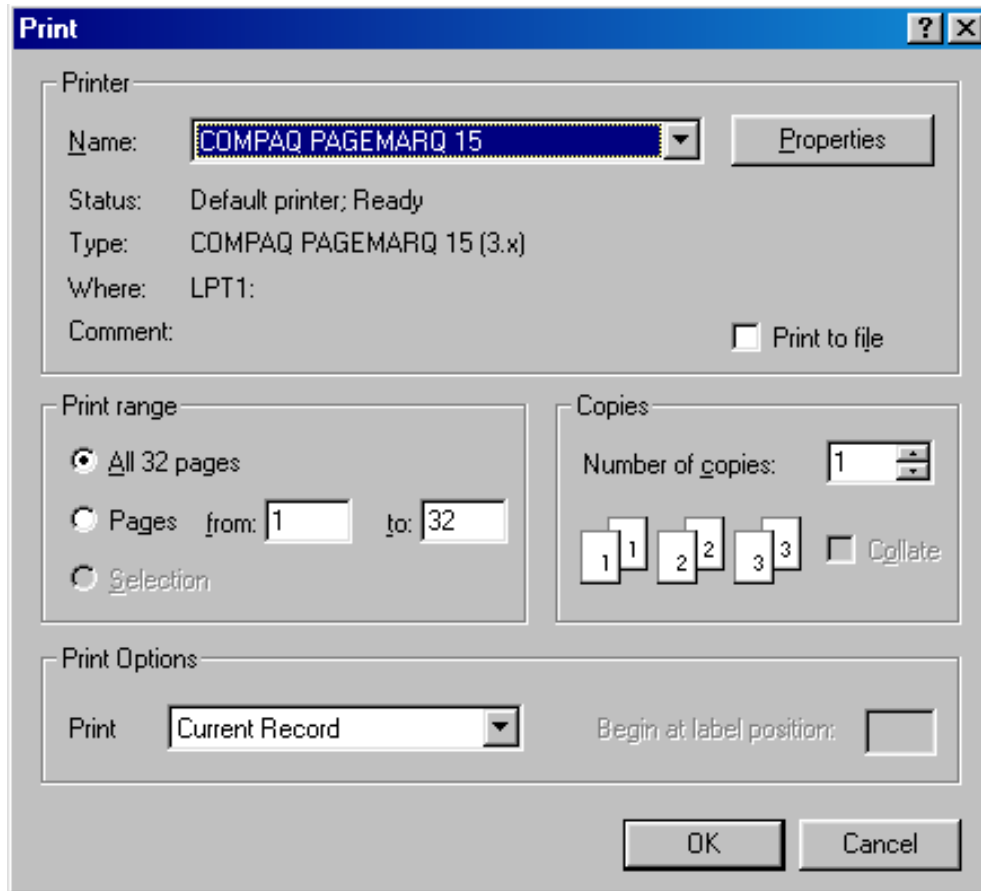 Print
Printer
Name: COMPAQ PAGEMARQ 15 Properties
Status: Default printer; Ready
Type: COMPAQ PAGEMARQ 15 (3.x)
Where: LPT1:
Comment:
Print to file
Print range
All 32 pages
Pages from: 1 to: 32
Selection
Copies
Number of copies: 1
1 1 2 2 3 3 Collate
Print Options
Print Current Record Begin at label position:
OK Cancel